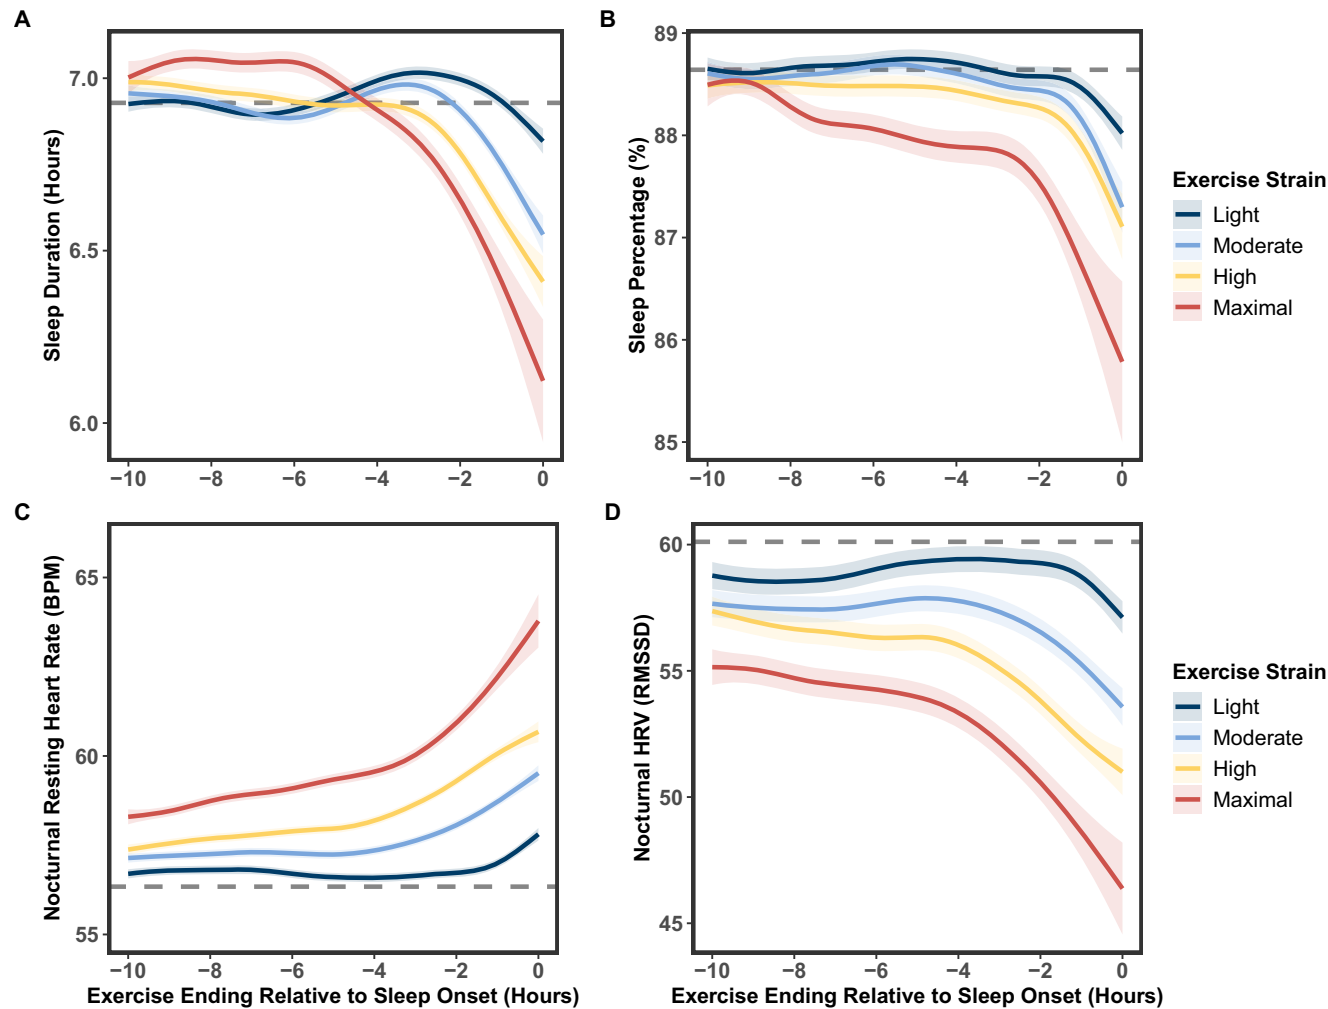 A
Sleep Duration (Hours)
7.0
6.5
6.0
−10 −8 −6 −4 −2 0
B
Sleep Percentage (%)
89
88
87
86
85
−10 −8 −6 −4 −2 0
Exercise Strain
Light
Moderate
High
Maximal
C
Nocturnal Resting Heart Rate (BPM)
65
60
55
−10 −8 −6 −4 −2 0
Exercise Ending Relative to Sleep Onset (Hours)
D
Nocturnal HRV (RMSSD)
60
55
50
45
−10 −8 −6 −4 −2 0
Exercise Ending Relative to Sleep Onset (Hours)
Exercise Strain
Light
Moderate
High
Maximal